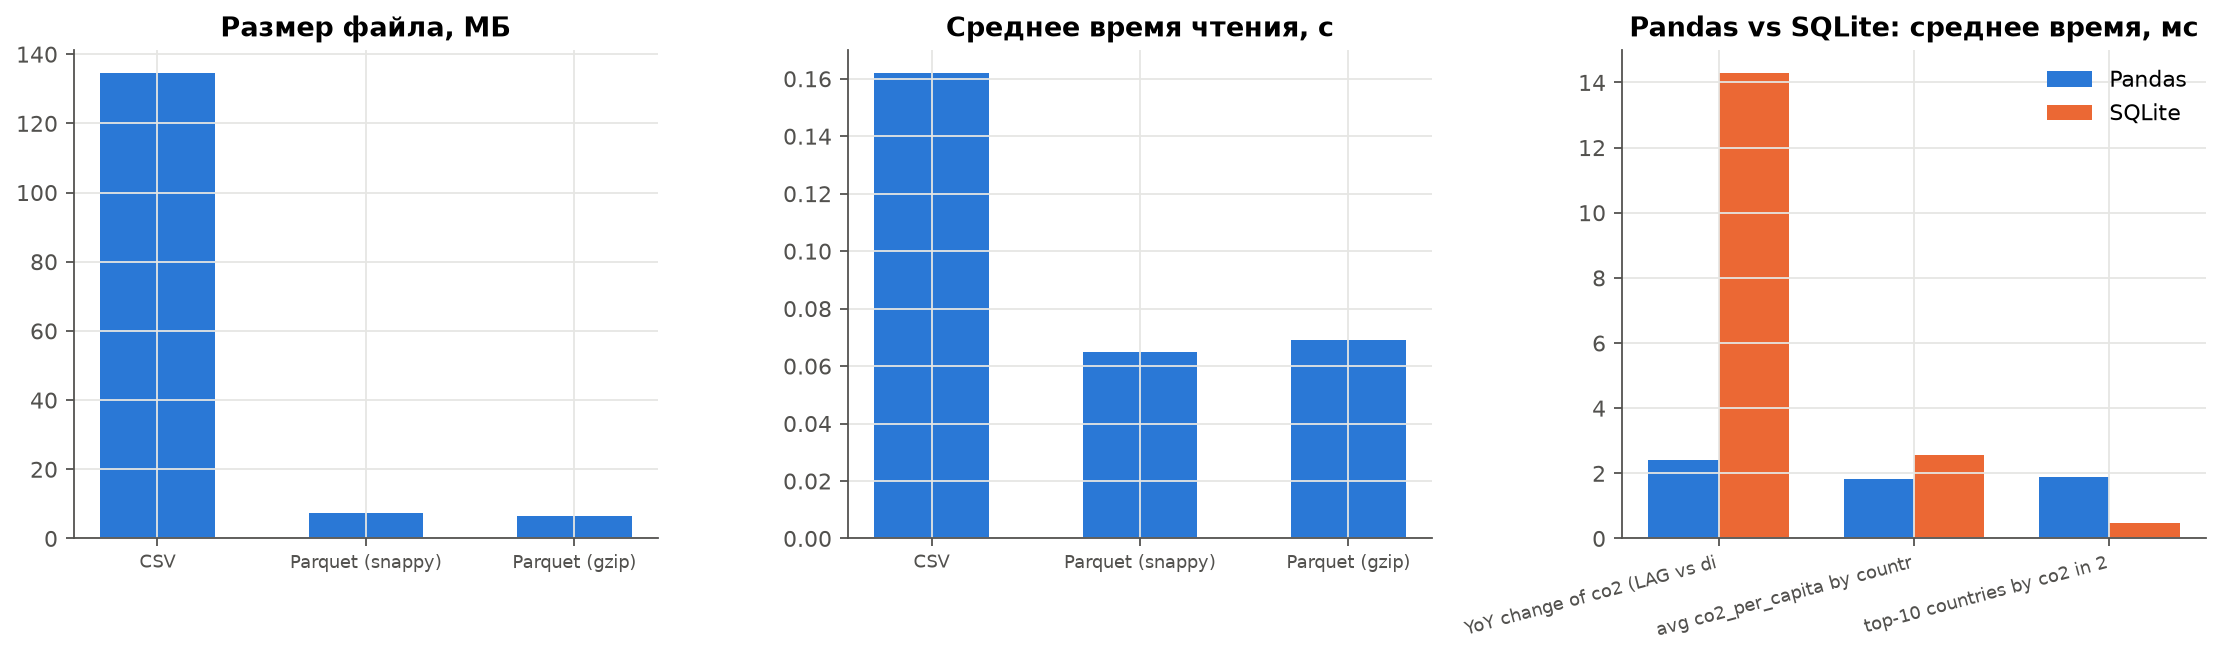 Размер файла, МБ
140
120
100
80
60
40
20
0
CSV
Parquet (snappy)
Parquet (gzip)
Среднее время чтения, с
0.16
0.14
0.12
0.10
0.08
0.06
0.04
0.02
0.00
CSV
Parquet (snappy)
Parquet (gzip)
Pandas vs SQLite: среднее время, мс
Pandas
SQLite
14
12
10
8
6
4
2
0
YoY change of co2 (LAG vs di
avg co2_per_capita by countr
top-10 countries by co2 in 2